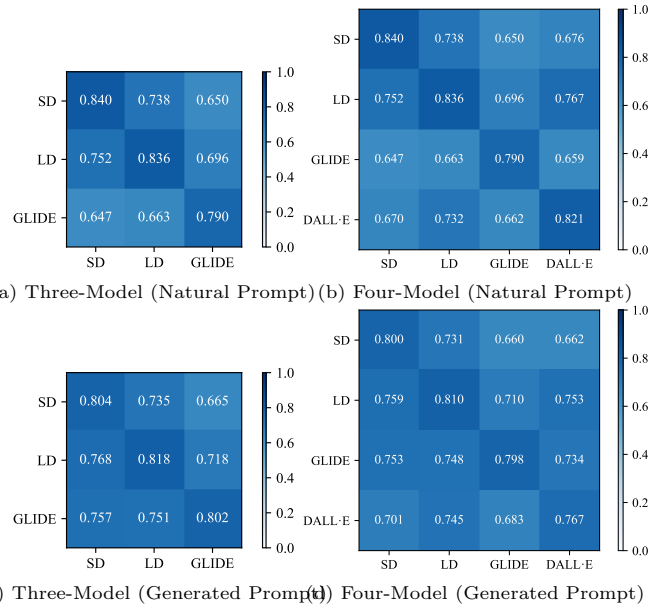 SD 0.840 0.738 0.650 1.0
LD 0.752 0.836 0.696 0.8
GLIDE 0.647 0.663 0.790 0.6
0.4
0.2
0.0
SD LD GLIDE
a) Three-Model (Natural Prompt)
SD 0.840 0.738 0.650 0.676 1.0
LD 0.752 0.836 0.696 0.767 0.8
GLIDE 0.647 0.663 0.790 0.659 0.6
DALL·E 0.670 0.732 0.662 0.821 0.4
0.2
0.0
SD LD GLIDE DALL·E
(b) Four-Model (Natural Prompt)
SD 0.804 0.735 0.665 1.0
LD 0.768 0.818 0.718 0.8
GLIDE 0.757 0.751 0.802 0.6
0.4
0.2
0.0
SD LD GLIDE
) Three-Model (Generated Prompt)
SD 0.800 0.731 0.660 0.662 1.0
LD 0.759 0.810 0.710 0.753 0.8
GLIDE 0.753 0.748 0.798 0.734 0.6
DALL·E 0.701 0.745 0.683 0.767 0.4
0.2
0.0
SD LD GLIDE DALL·E
(d) Four-Model (Generated Prompt)